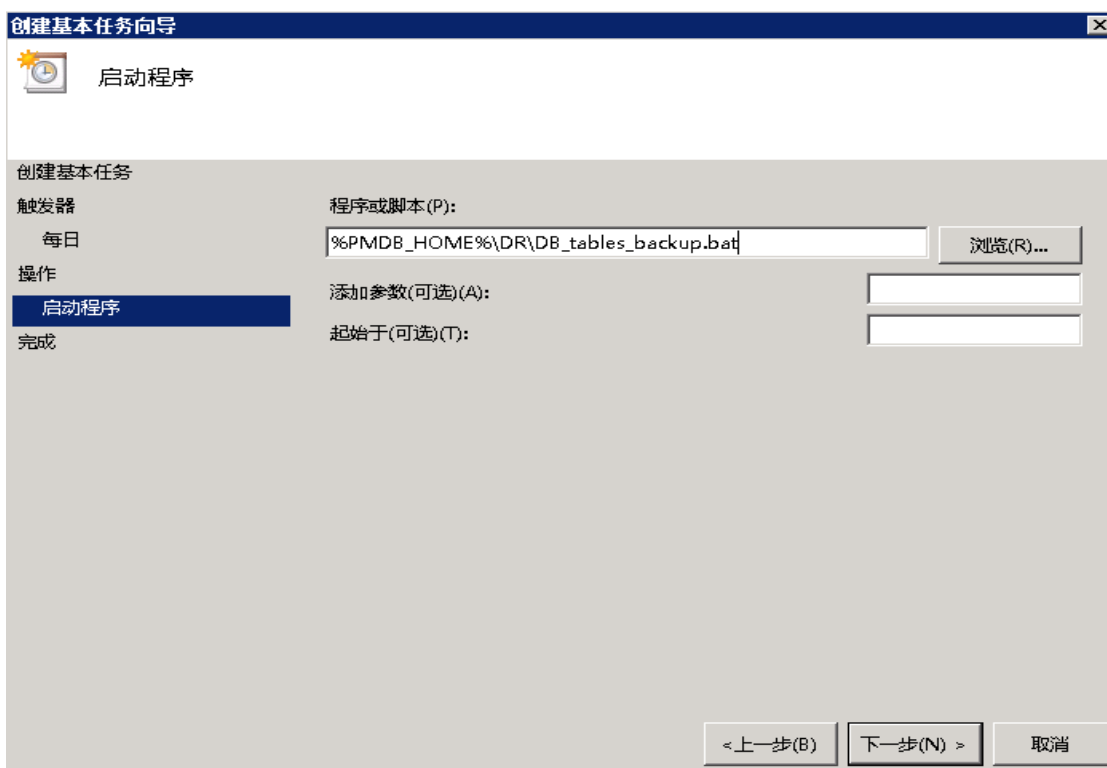 创建基本任务向导
启动程序
创建基本任务
触发器
每日
操作
启动程序
完成
程序或脚本(P):
%PMDB_HOME%\DR\DB_tables_backup.bat
浏览(R)...
添加参数(可选)(A):
起始于(可选)(T):
<上一步(B)
下一步(N) >
取消